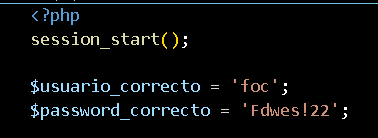 <?php
session_start();
$usuario_correcto = 'foc';
$password_correcto = 'Fdwes!22';